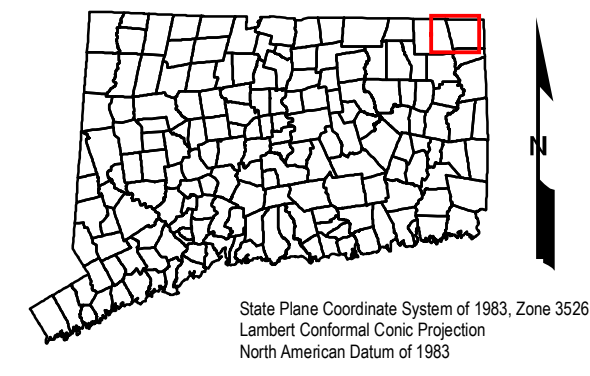 N
State Plane Coordinate System of 1983, Zone 3526
Lambert Conformal Conic Projection
North American Datum of 1983